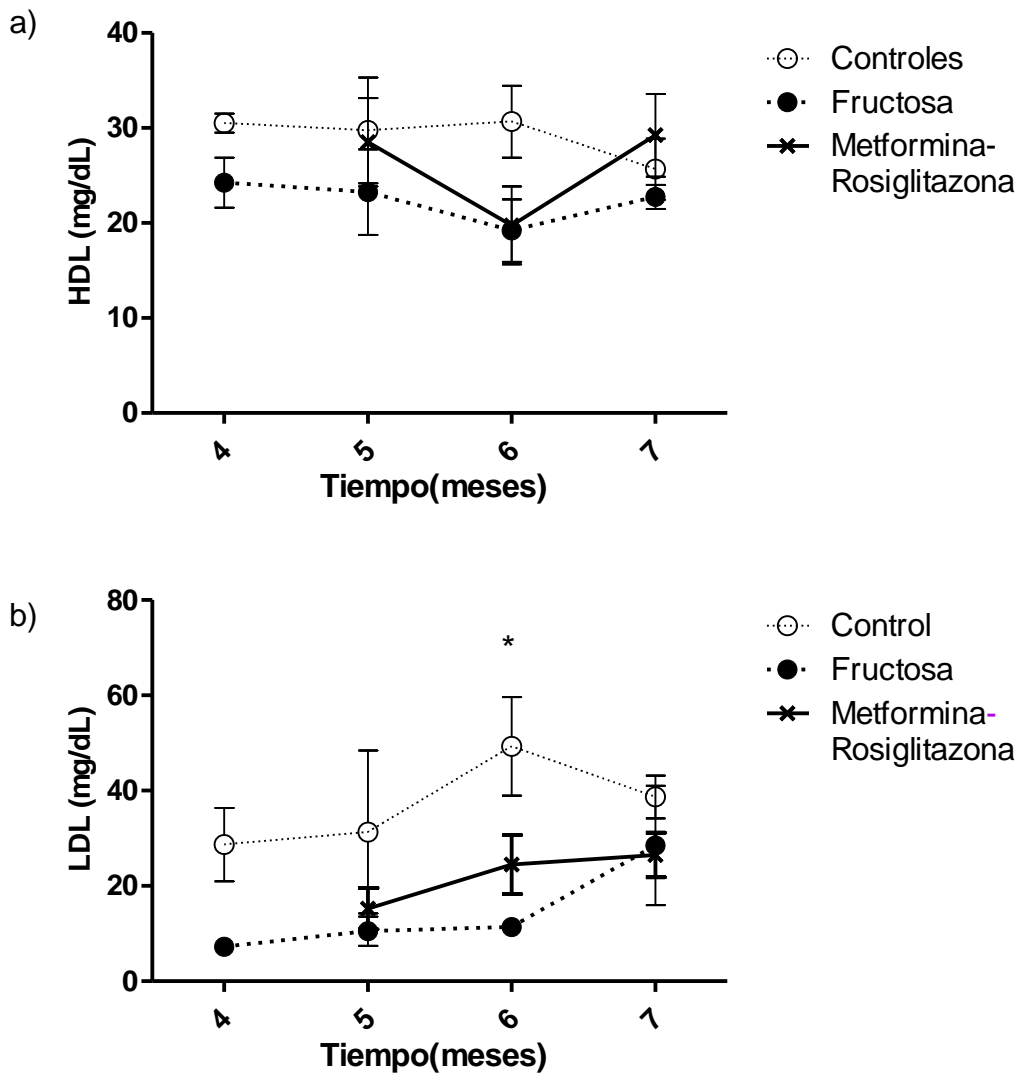 a)
HDL (mg/dL)
40
30
20
10
0
4
5
6
7
Tiempo(meses)
Controles
Fructosa
Metformina-
Rosiglitazona
b)
LDL (mg/dL)
80
60
40
20
0
*
4
5
6
7
Tiempo(meses)
Control
Fructosa
Metformina-
Rosiglitazona